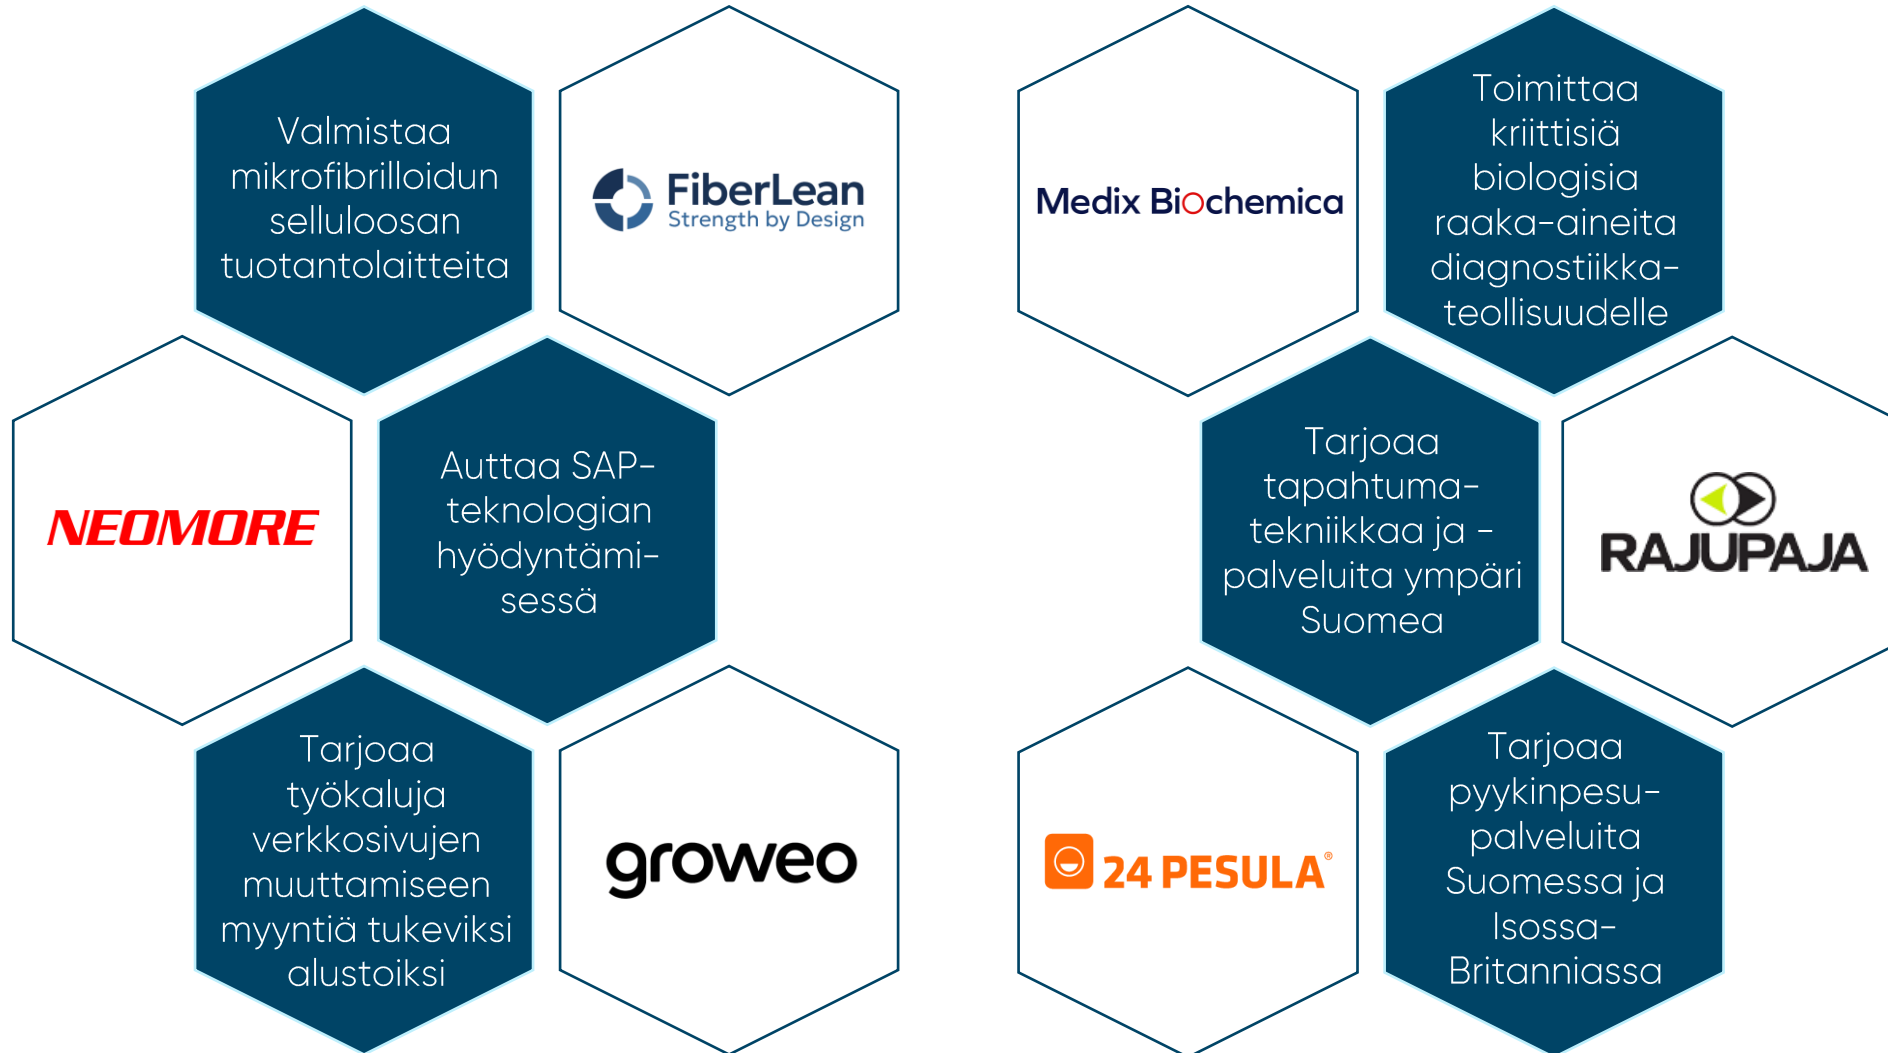 Valmistaa
mikrofibrilloidun
selluloosan
tuotantolaitteita
FiberLean
Strength by Design
NEOMORE
Auttaa SAP-
teknologian
hyödyntämi-
sessä
Tarjoaa
työkaluja
verkkosivujen
muuttamiseen
myyntiä tukeviksi
alustoiksi
groweo
Medix Biochemica
Toimittaa
kriittisiä
biologisia
raaka-aineita
diagnostiikka-
teollisuudelle
Tarjoaa
tapahtuma-
tekniikkaa ja -
palveluita ympäri
Suomea
RAJUPAJA
24 PESULA®
Tarjoaa
pyykinpesu-
palveluita
Suomessa ja
Isossa-
Britanniassa